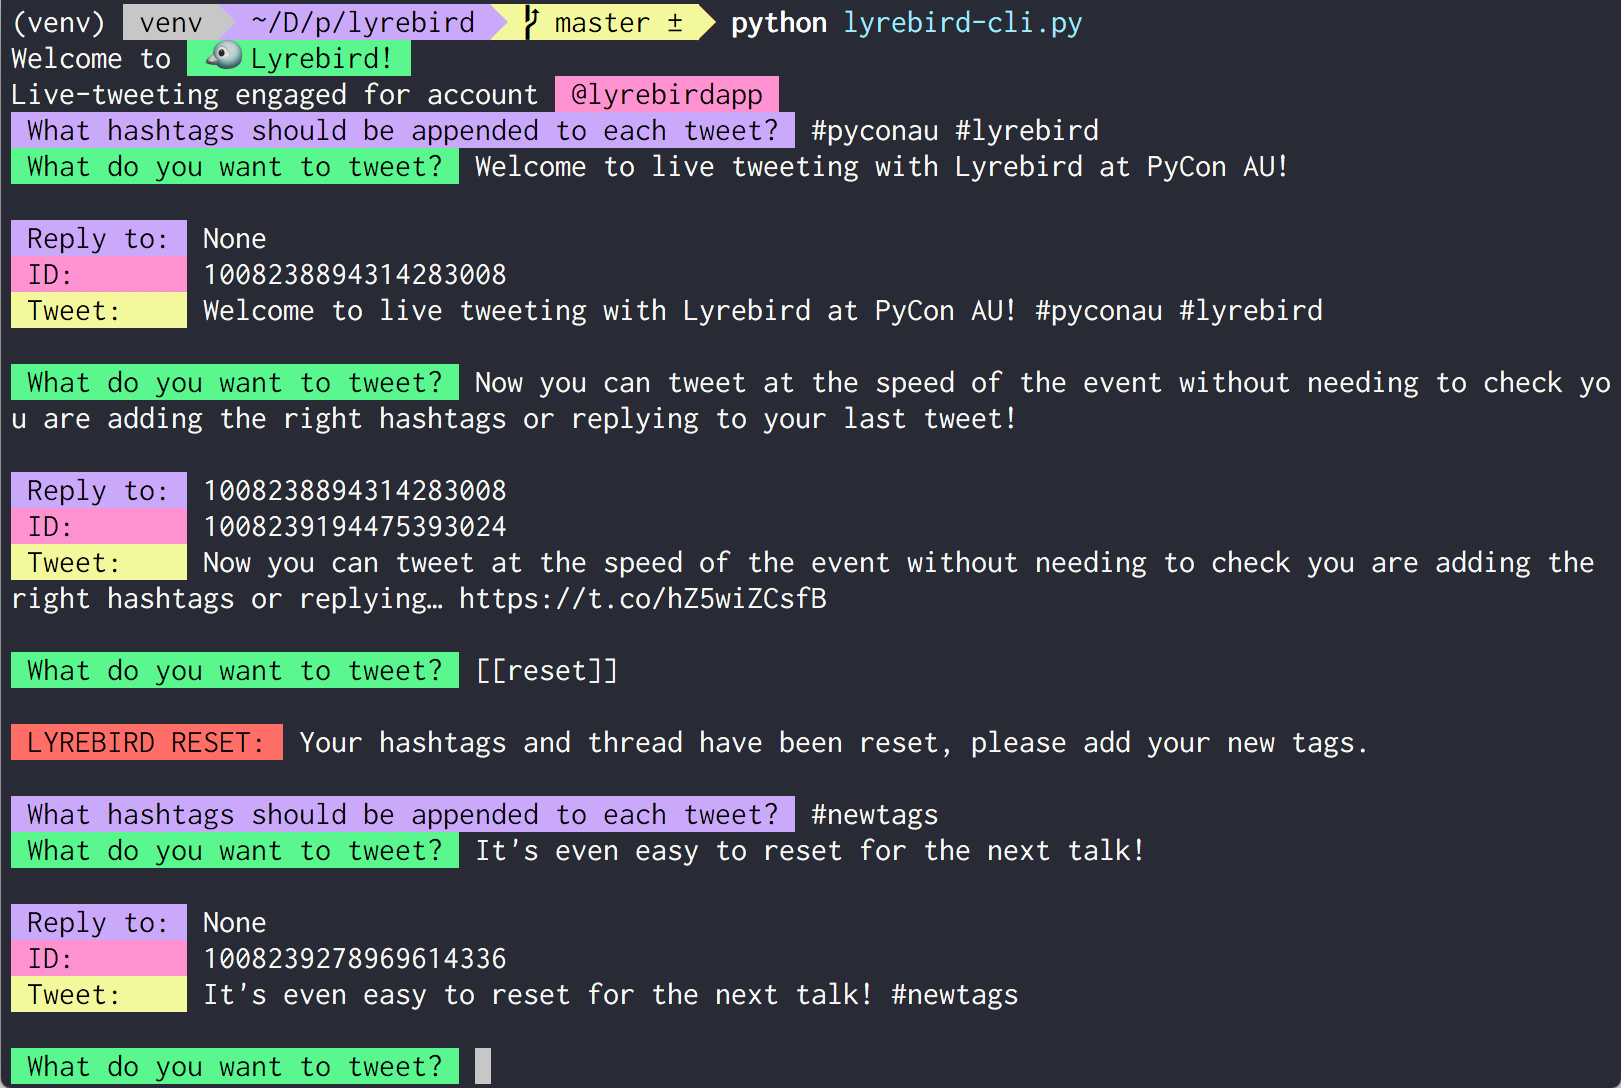 (venv) venv ~/D/p/lyrebird master ± python lyrebird-cli.py
Welcome to Lyrebird!
Live-tweeting engaged for account @lyrebirdapp
What hashtags should be appended to each tweet? #pyconau #lyrebird
What do you want to tweet? Welcome to live tweeting with Lyrebird at PyCon AU!
Reply to: None
ID: 1008238894314283008
Tweet: Welcome to live tweeting with Lyrebird at PyCon AU! #pyconau #lyrebird
What do you want to tweet? Now you can tweet at the speed of the event without needing to check yo
u are adding the right hashtags or replying to your last tweet!
Reply to: 1008238894314283008
ID: 1008239194475393024
Tweet: Now you can tweet at the speed of the event without needing to check you are adding the
right hashtags or replying… https://t.co/hZ5wiZCsfB
What do you want to tweet? [[reset]]
LYREBIRD RESET: Your hashtags and thread have been reset, please add your new tags.
What hashtags should be appended to each tweet? #newtags
What do you want to tweet? It's even easy to reset for the next talk!
Reply to: None
ID: 1008239278969614336
Tweet: It's even easy to reset for the next talk! #newtags
What do you want to tweet?